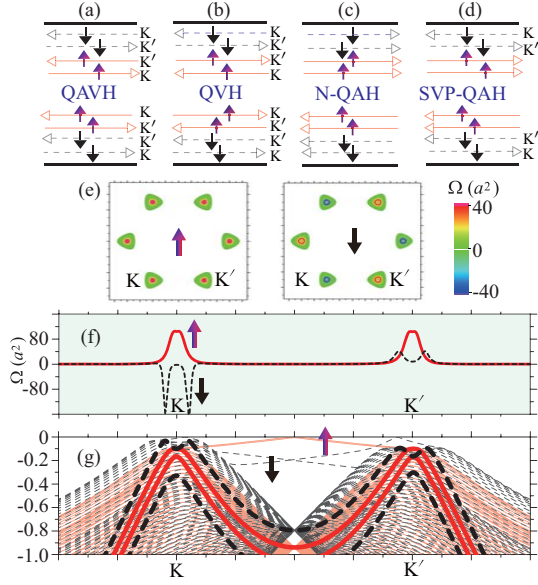 (a) (b) (c) (d)
K K K K
K′ K′ K′ K′
K′ K′ K′ K
K K K K′
QAVH QVH N-QAH SVP-QAH
K K K K
K′ K′ K′ K′
K′ K′ K′ K′
K K K K
(e) Ω (a²)
40
0
-40
K K′ K K′
(f)
Ω (a²)
80
0
-80
K K′
(g)
0
-0.2
-0.4
-0.6
-0.8
-1.0
K K′